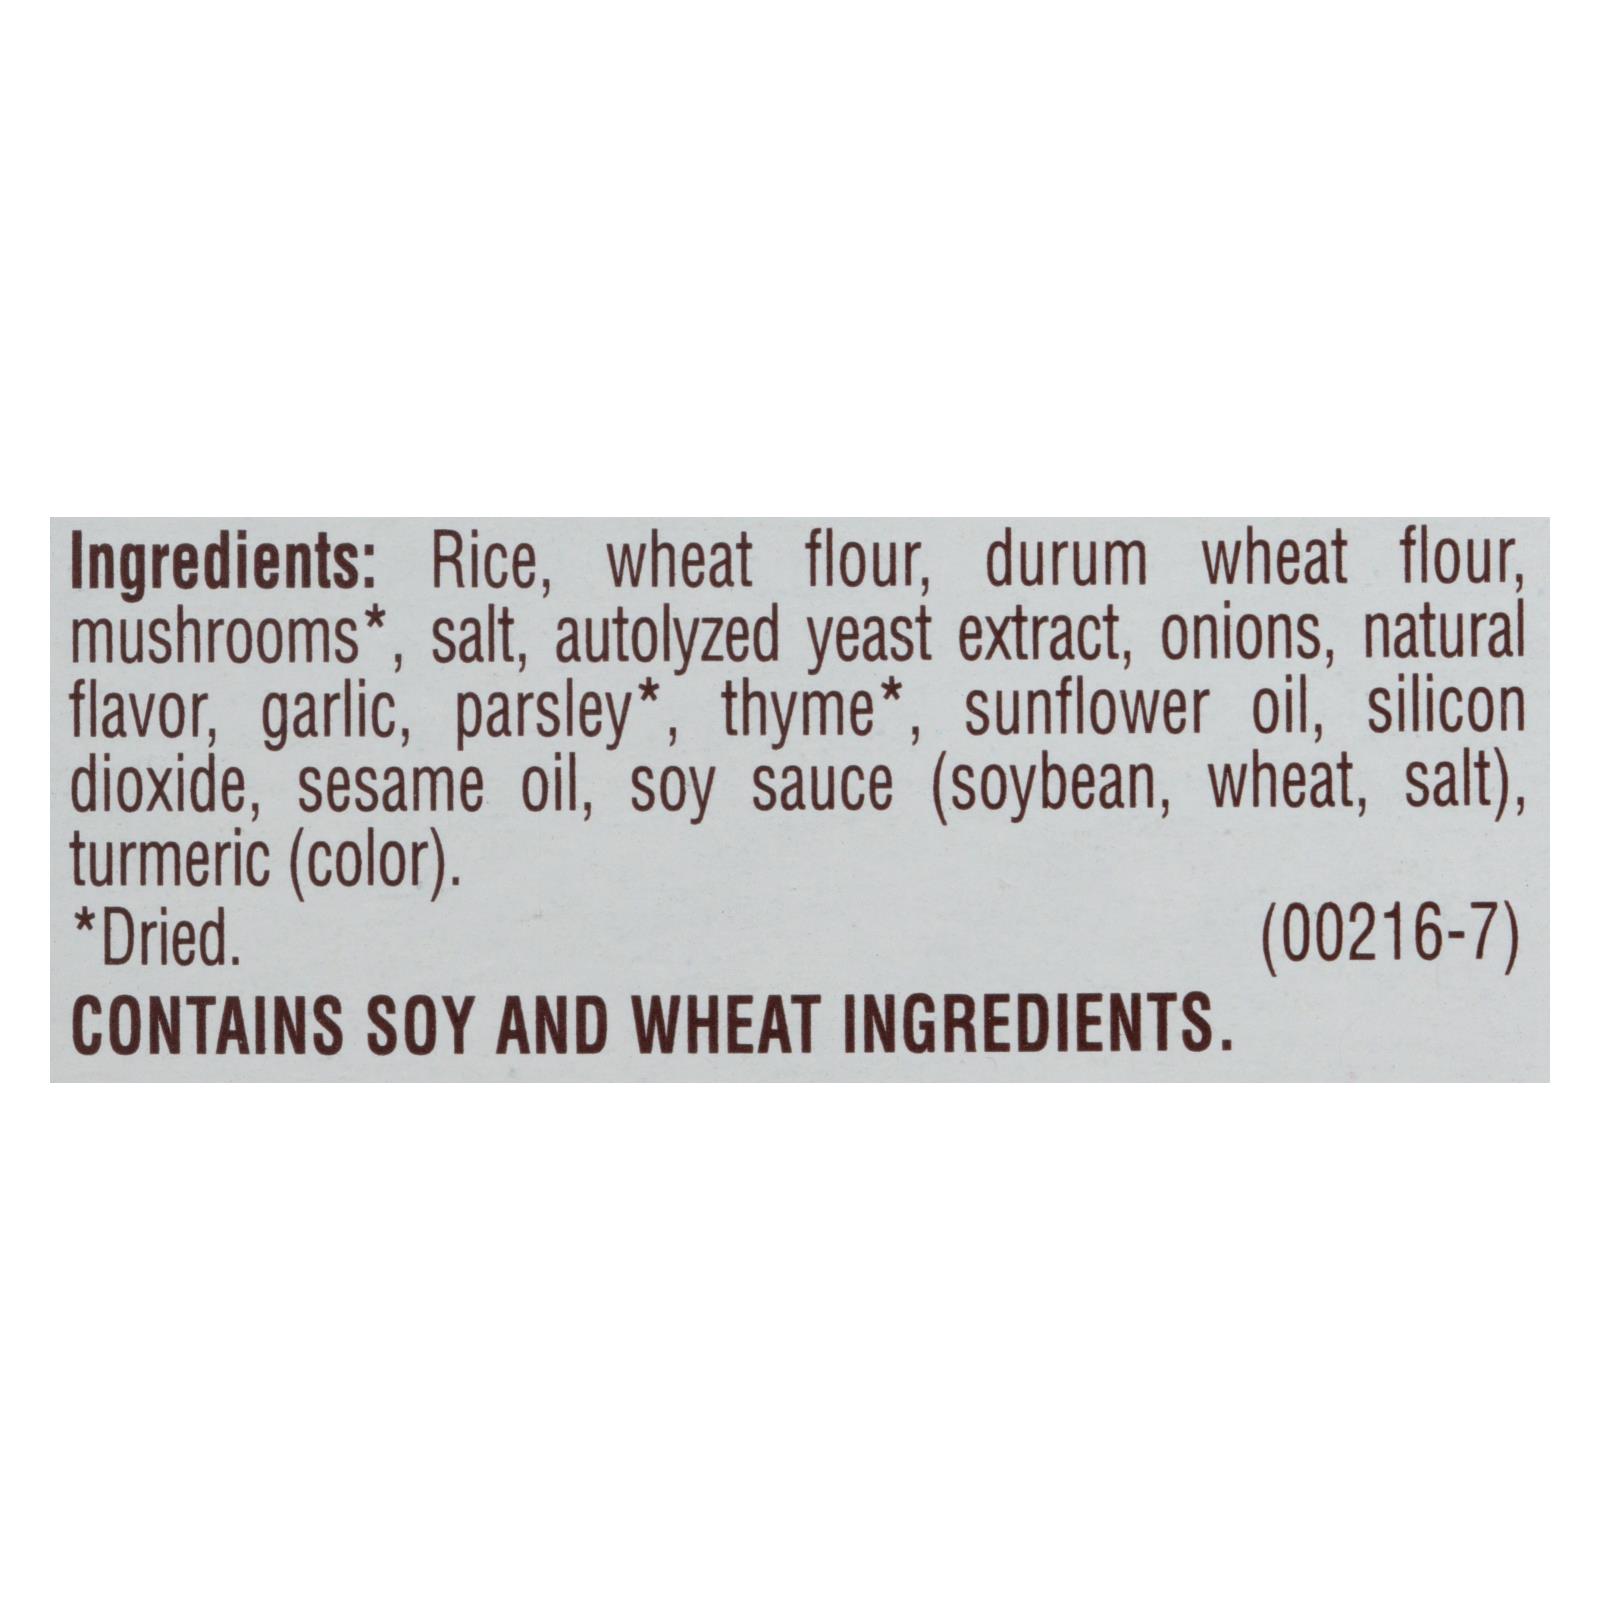 Ingredients: Rice, wheat flour, durum wheat flour,
mushrooms*, salt, autolyzed yeast extract, onions, natural
flavor, garlic, parsley*, thyme*, sunflower oil, silicon
dioxide, sesame oil, soy sauce (soybean, wheat, salt),
turmeric (color).
*Dried. (00216-7)
CONTAINS SOY AND WHEAT INGREDIENTS.